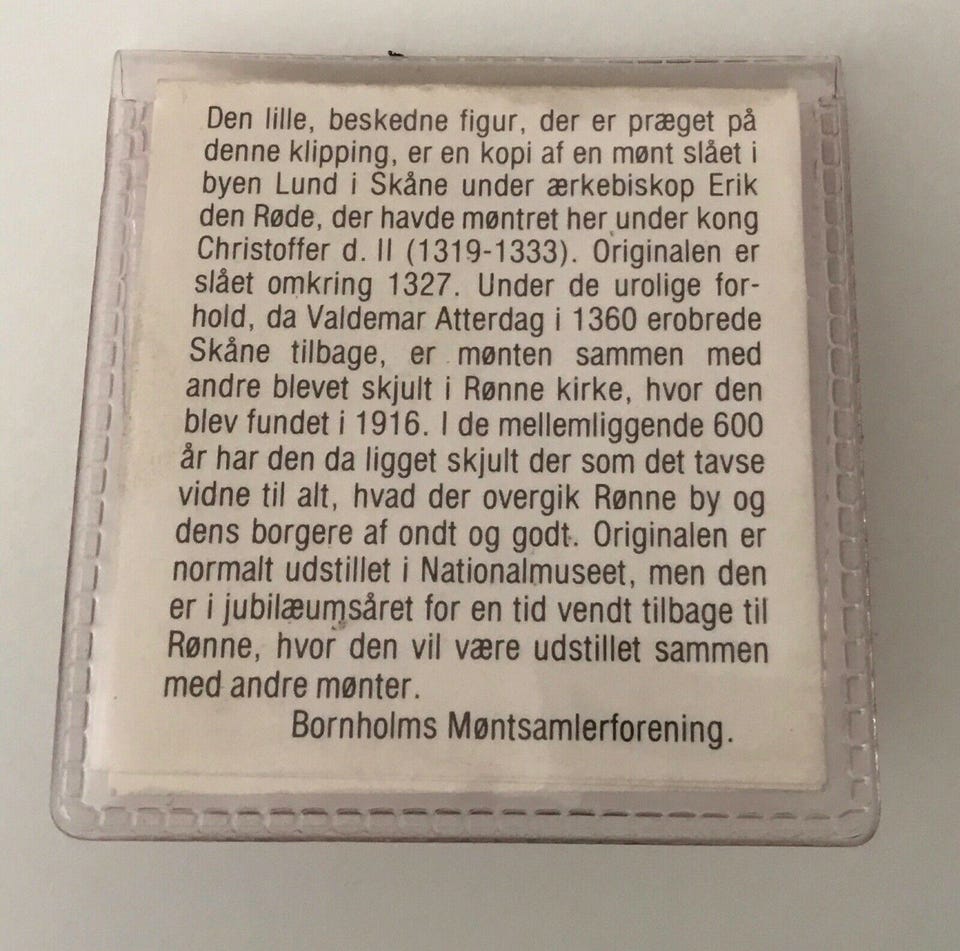 Den lille, beskedne figur, der er præget på
denne klipping, er en kopi af en mønt slået i
byen Lund i Skåne under ærkebiskop Erik
den Røde, der havde møntret her under kong
Christoffer d. II (1319-1333). Originalen er
slået omkring 1327. Under de urolige for-
hold, da Valdemar Atterdag i 1360 erobrede
Skåne tilbage, er mønten sammen med
andre blevet skjult i Rønne kirke, hvor den
blev fundet i 1916. I de mellemliggende 600
år har den da ligget skjult der som det tavse
vidne til alt, hvad der overgik Rønne by og
dens borgere af ondt og godt. Originalen er
normalt udstillet i Nationalmuseet, men den
er i jubilæumsåret for en tid vendt tilbage til
Rønne, hvor den vil være udstillet sammen
med andre mønter.
Bornholms Møntsamlerforening.